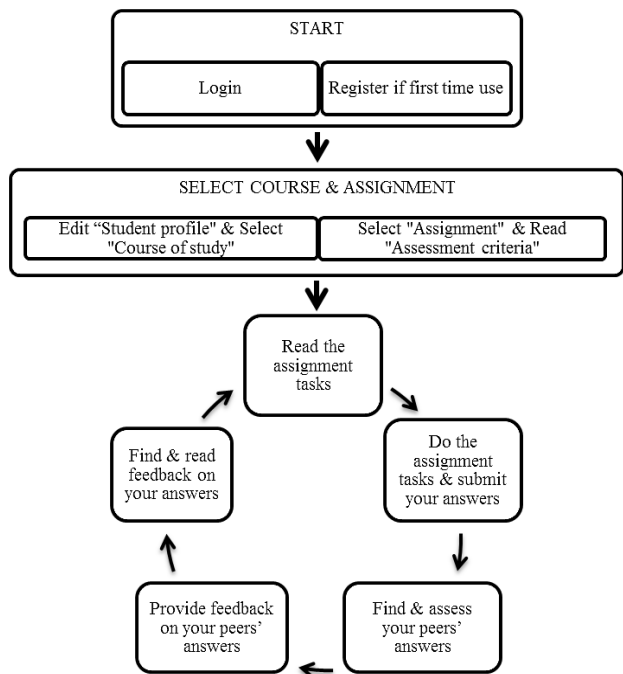 START
Login
Register if first time use
SELECT COURSE & ASSIGNMENT
Edit “Student profile" & Select
"Course of study"
Select "Assignment" & Read
"Assessment criteria"
Read the
assignment
tasks
Do the
assignment
tasks & submit
your answers
Find & assess
your peers’
answers
Provide feedback
on your peers’
answers
Find & read
feedback on
your answers